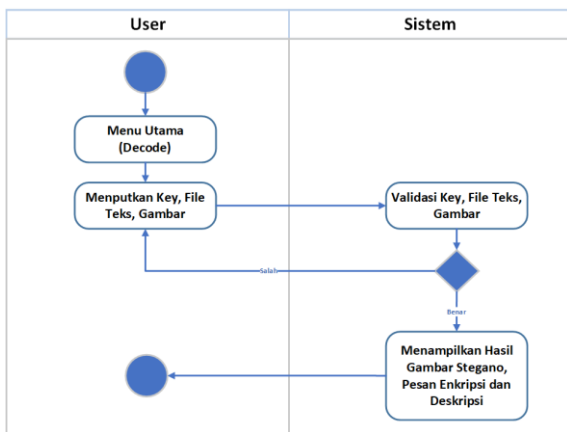 User
Sistem
Menu Utama
(Decode)
Menputkan Key, File
Teks, Gambar
Validasi Key, File Teks,
Gambar
Salah
Benar
Menampilkan Hasil
Gambar Stegano,
Pesan Enkripsi dan
Deskripsi